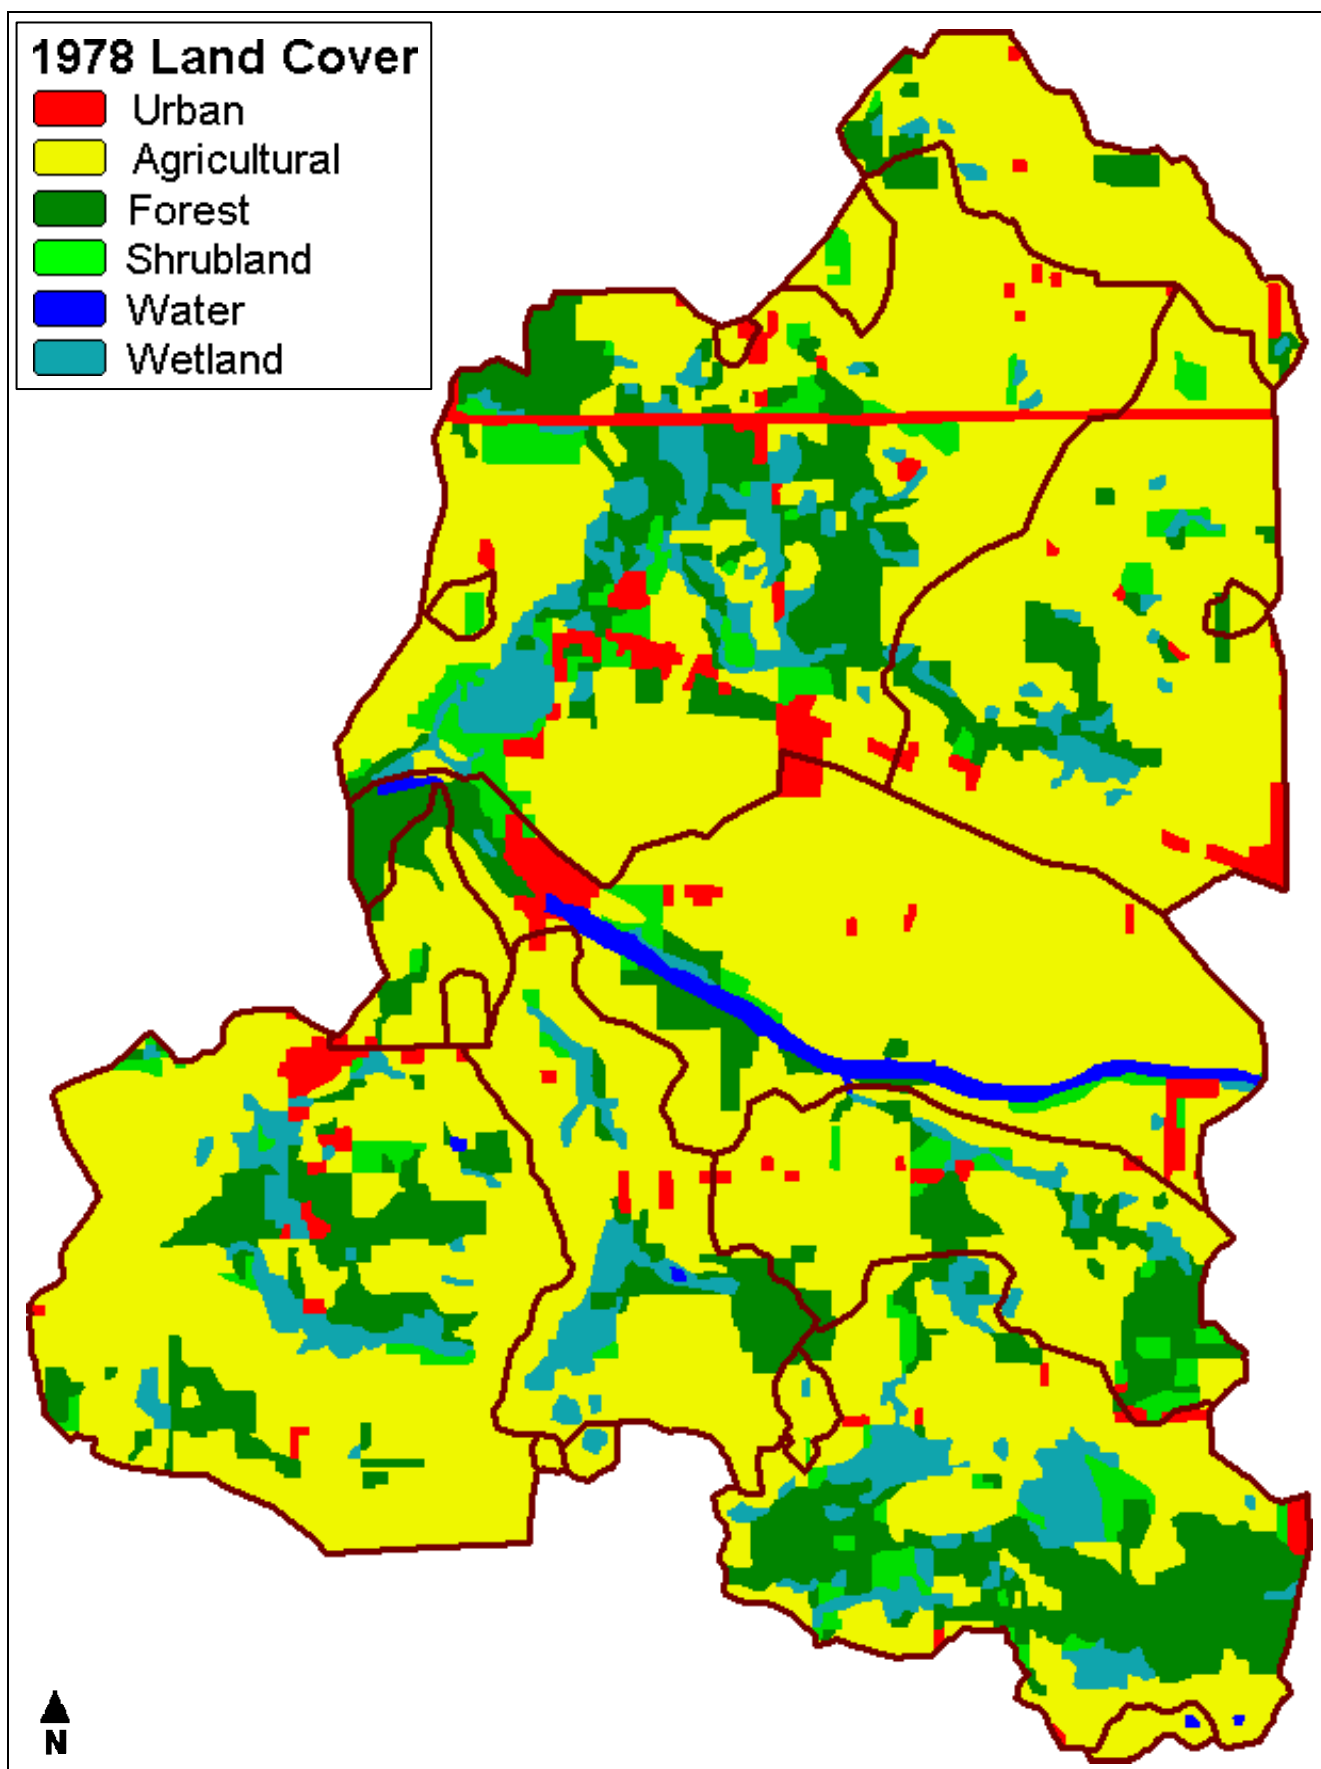 1978 Land Cover
Urban
Agricultural
Forest
Shrubland
Water
Wetland
N